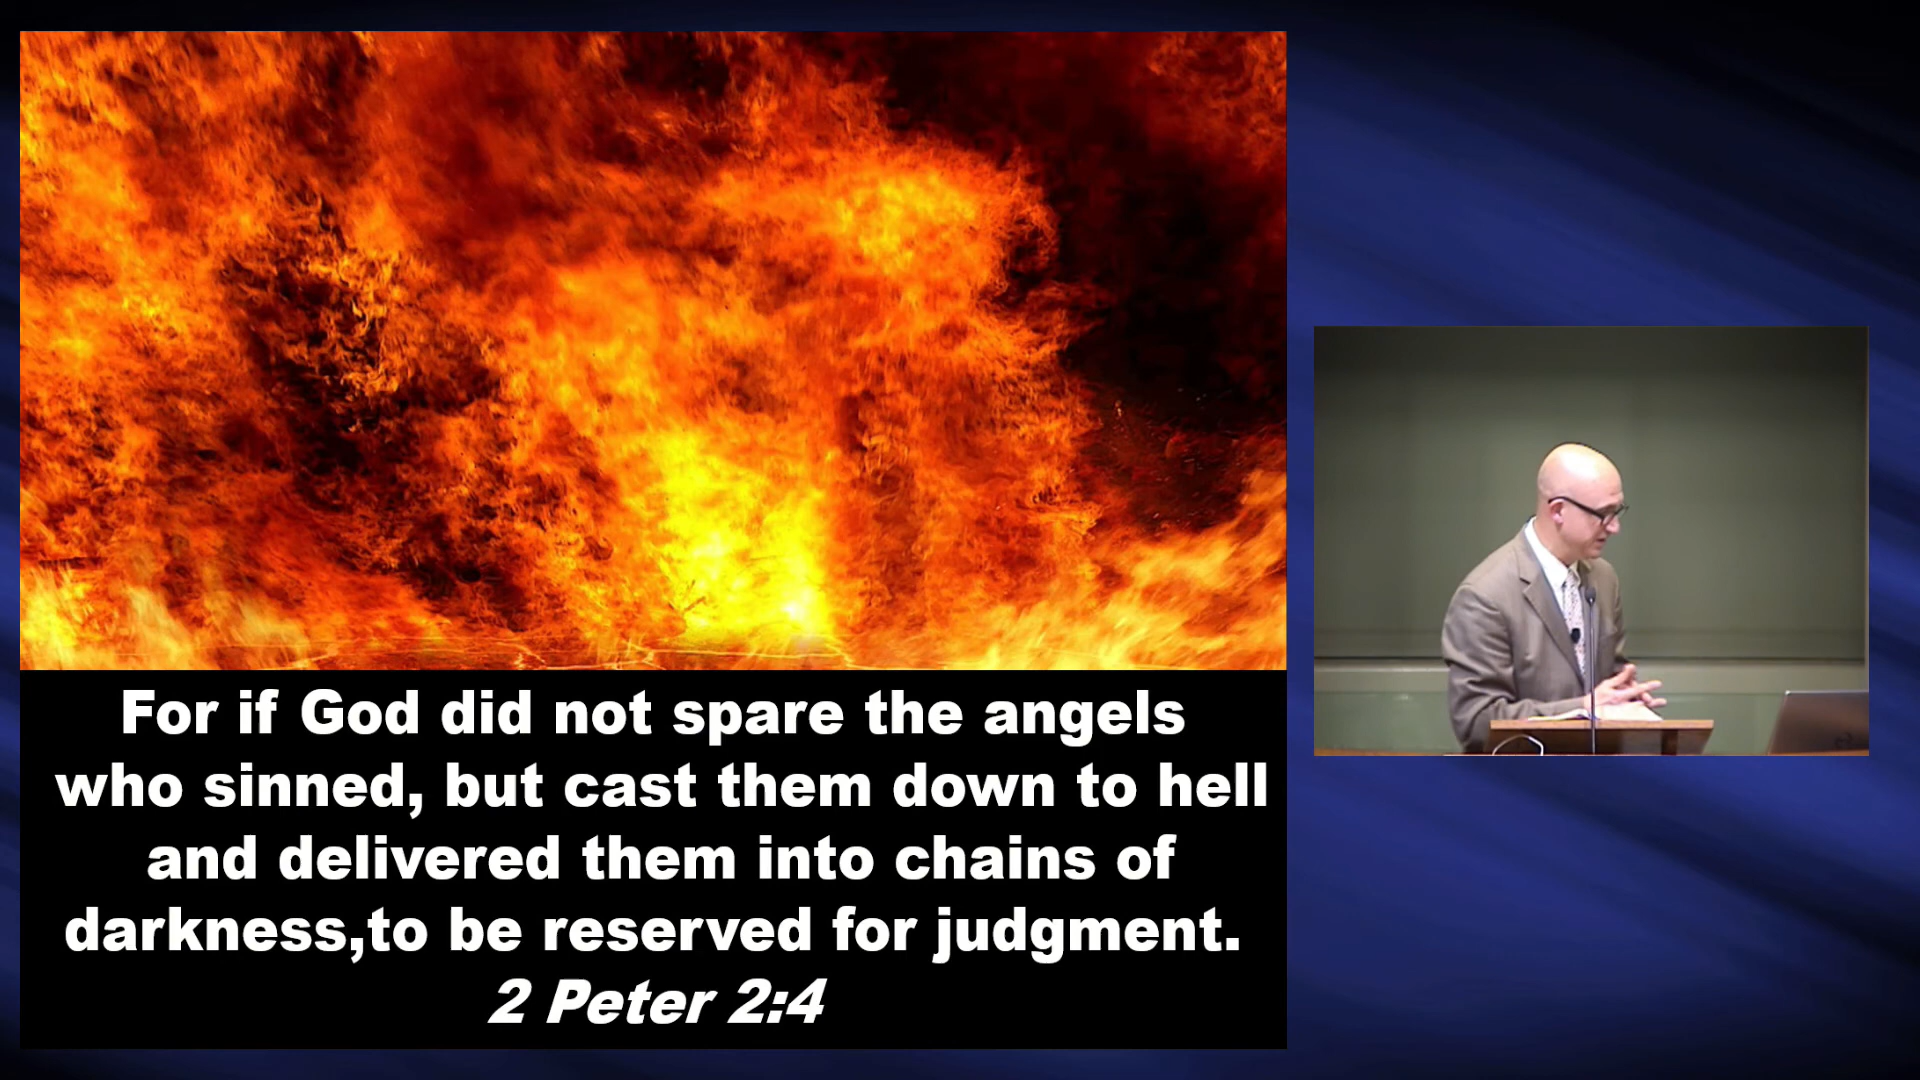 For if God did not spare the angels
who sinned, but cast them down to hell
and delivered them into chains of
darkness,to be reserved for judgment.
2 Peter 2:4